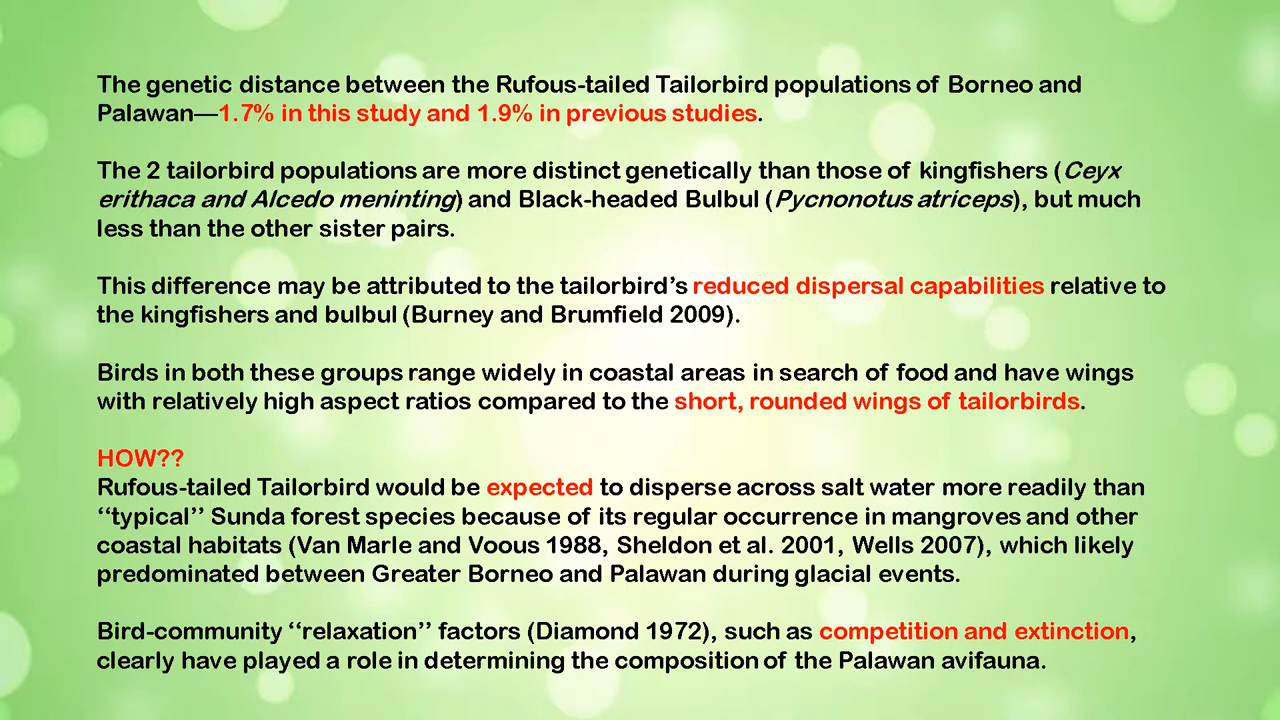 The genetic distance between the Rufous-tailed Tailorbird populations of Borneo and
Palawan—1.7% in this study and 1.9% in previous studies.
The 2 tailorbird populations are more distinct genetically than those of kingfishers (Ceyx
erithaca and Alcedo meninting) and Black-headed Bulbul (Pycnonotus atriceps), but much
less than the other sister pairs.
This difference may be attributed to the tailorbird’s reduced dispersal capabilities relative to
the kingfishers and bulbul (Burney and Brumfield 2009).
Birds in both these groups range widely in coastal areas in search of food and have wings
with relatively high aspect ratios compared to the short, rounded wings of tailorbirds.
HOW??
Rufous-tailed Tailorbird would be expected to disperse across salt water more readily than
‘‘typical’’ Sunda forest species because of its regular occurrence in mangroves and other
coastal habitats (Van Marle and Voous 1988, Sheldon et al. 2001, Wells 2007), which likely
predominated between Greater Borneo and Palawan during glacial events.
Bird-community ‘‘relaxation’’ factors (Diamond 1972), such as competition and extinction,
clearly have played a role in determining the composition of the Palawan avifauna.